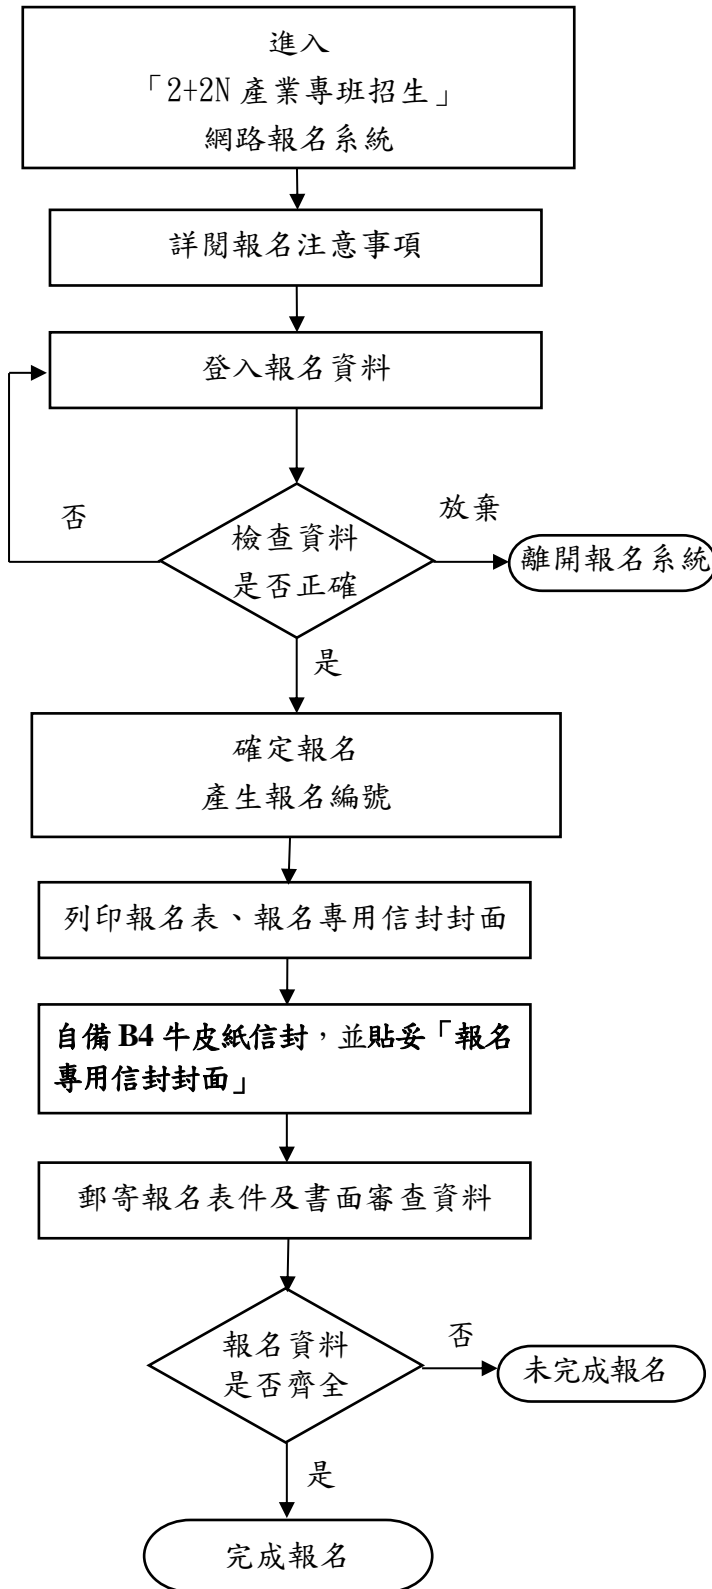 進入
「2+2N 產業專班招生」
網路報名系統
詳閱報名注意事項
登入報名資料
否
放棄
檢查資料
是否正確
離開報名系統
是
確定報名
產生報名編號
列印報名表、報名專用信封封面
自備 B4 牛皮紙信封，並貼妥「報名
專用信封封面」
郵寄報名表件及書面審查資料
報名資料
是否齊全
否
未完成報名
是
完成報名